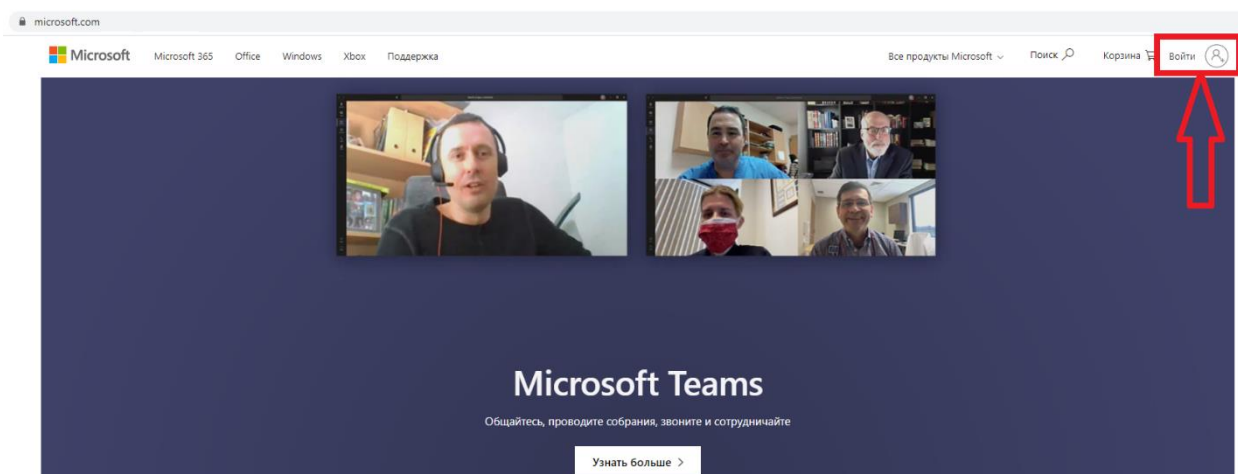 microsoft.com
Microsoft Microsoft 365 Office Windows Xbox Поддержка Все продукты Microsoft Поиск Корзина Войти
Microsoft Teams
Общайтесь, проводите собрания, звоните и сотрудничайте
Узнать больше >